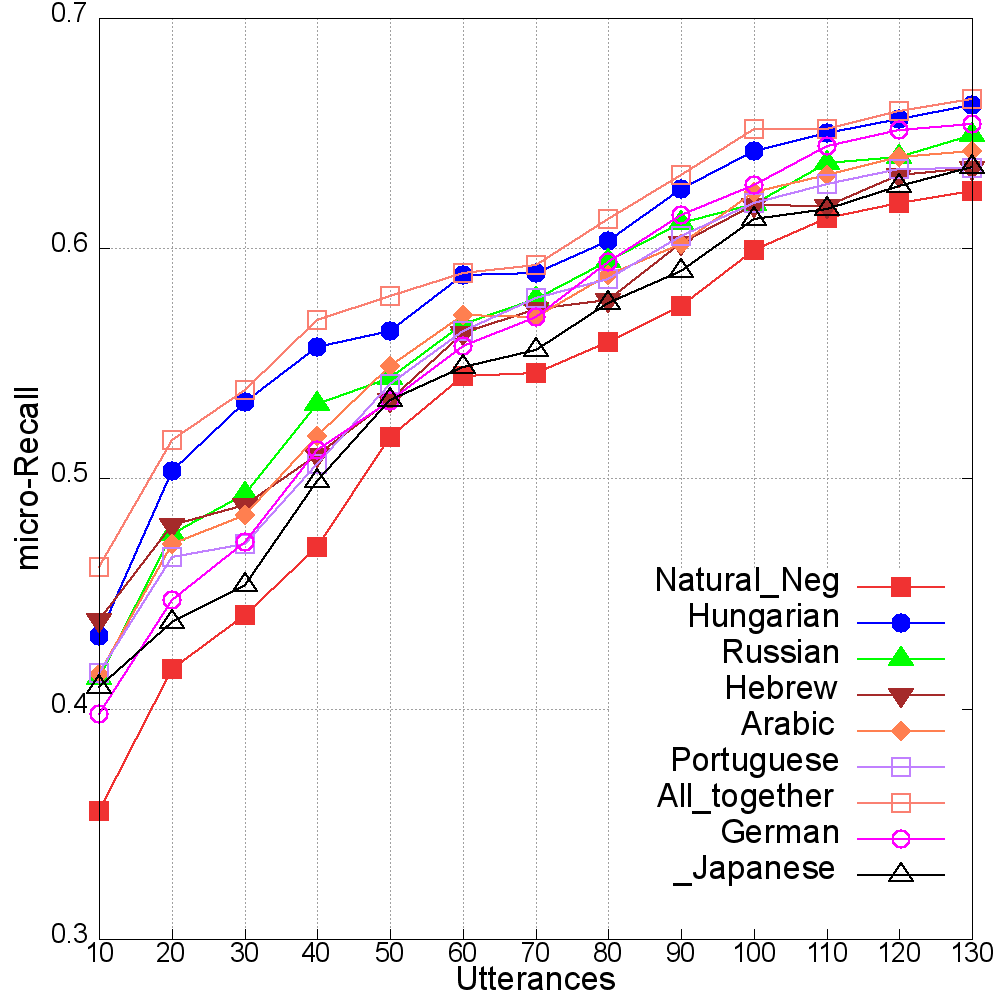 0.7
0.6
0.5
0.4
0.3
micro-Recall
Natural_Neg
Hungarian
Russian
Hebrew
Arabic
Portuguese
All_together
German
_Japanese
10 20 30 40 50 60 70 80 90 100 110 120 130
Utterances